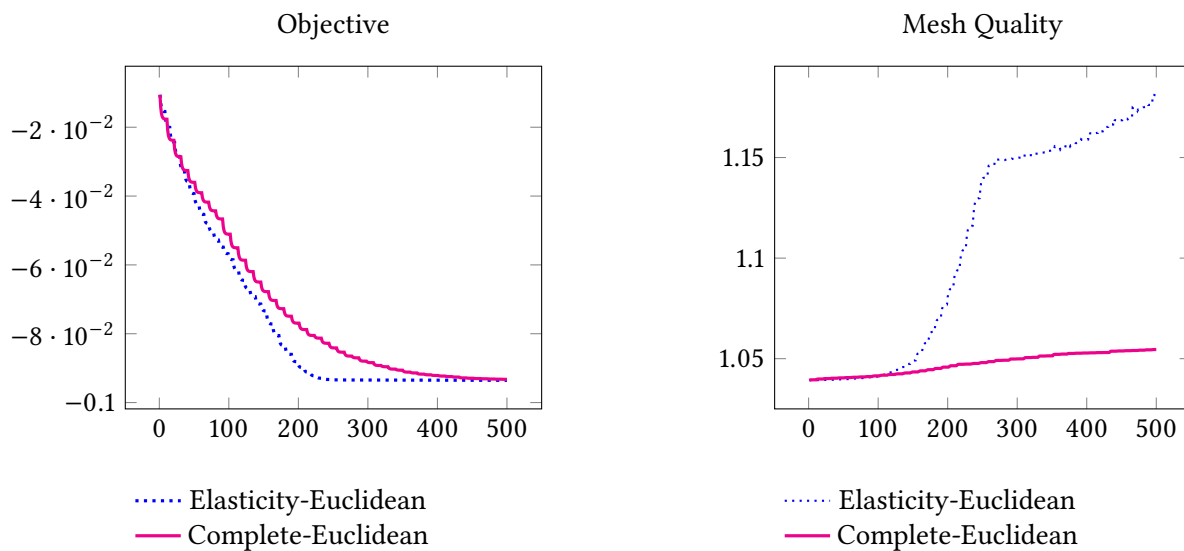 Objective
−2 · 10⁻²
−4 · 10⁻²
−6 · 10⁻²
−8 · 10⁻²
−0.1
0 100 200 300 400 500
Elasticity-Euclidean
Complete-Euclidean
Mesh Quality
1.15
1.1
1.05
0 100 200 300 400 500
Elasticity-Euclidean
Complete-Euclidean